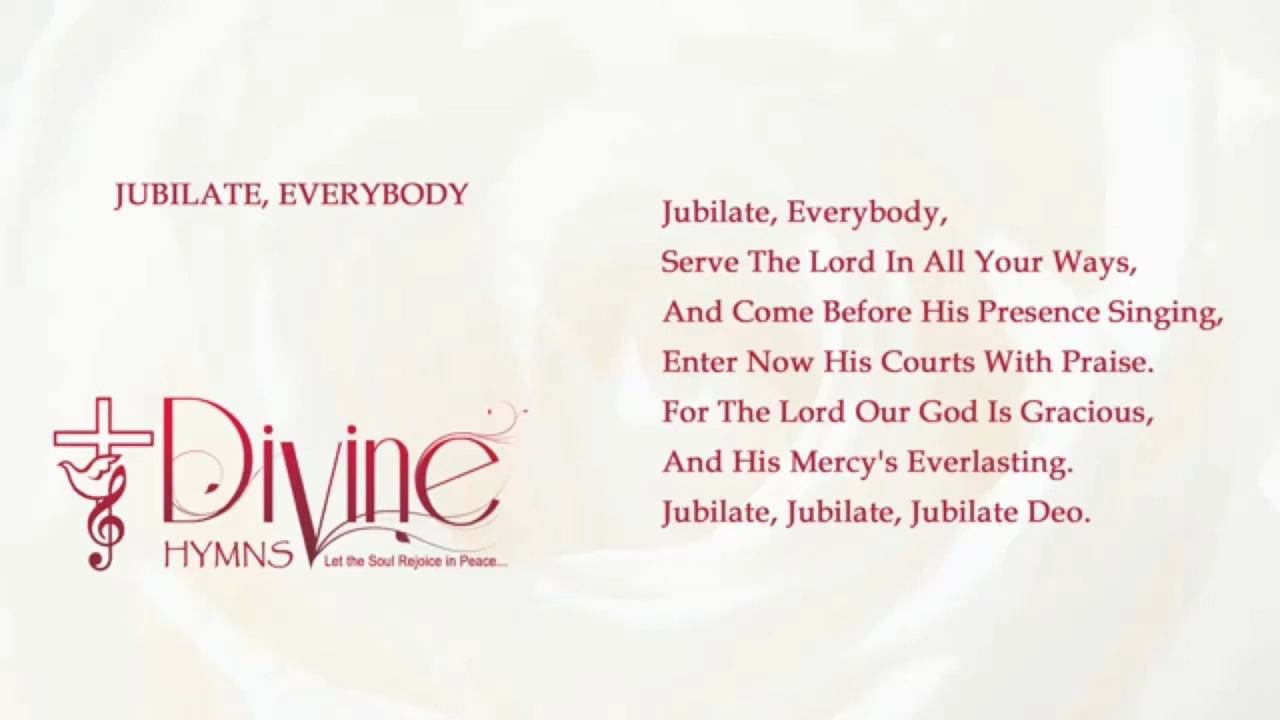 JUBILATE, EVERYBODY
Divine
HYMNS
Let the Soul Rejoice in Peace...
Jubilate, Everybody,
Serve The Lord In All Your Ways,
And Come Before His Presence Singing,
Enter Now His Courts With Praise.
For The Lord Our God Is Gracious,
And His Mercy's Everlasting.
Jubilate, Jubilate, Jubilate Deo.